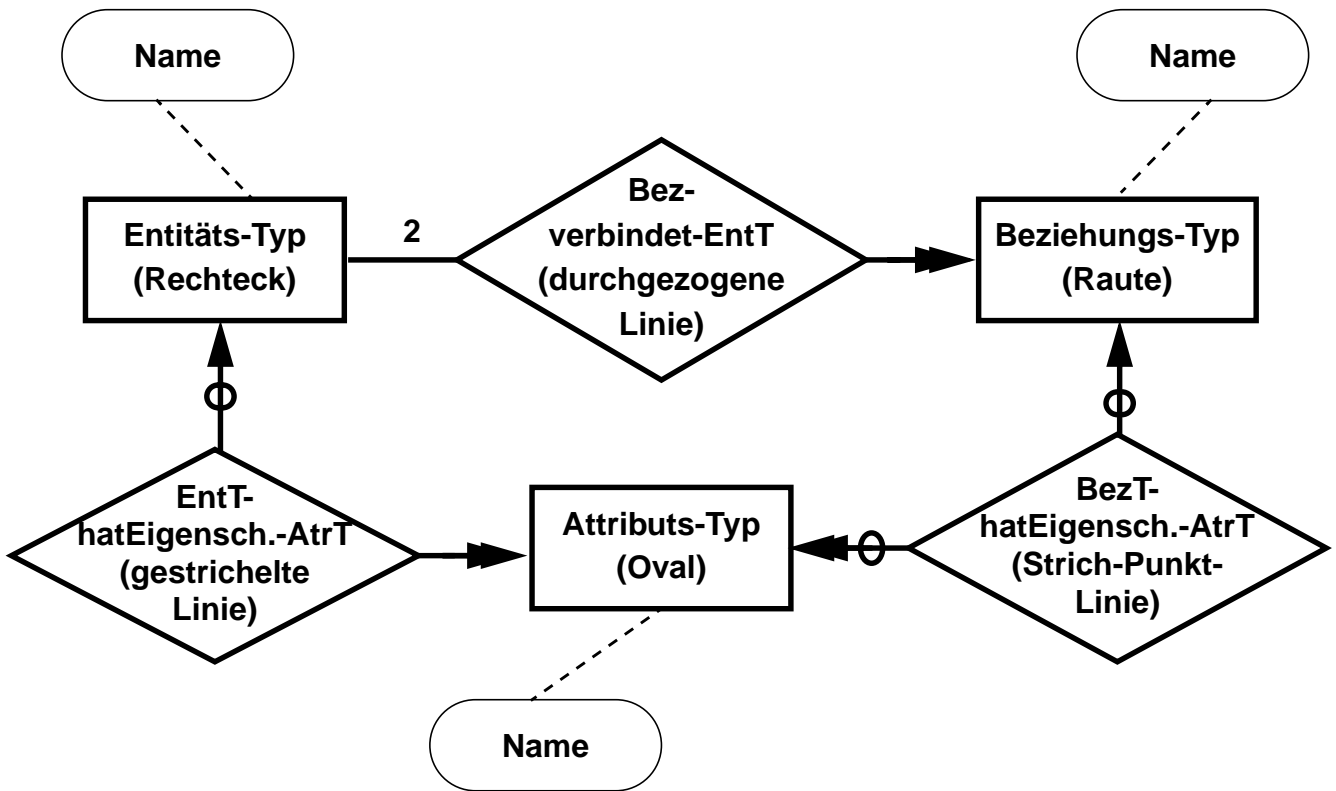 Name
Name
Entitäts-Typ
(Rechteck)
2
Bez-
verbindet-EntT
(durchgezogene
Linie)
Beziehungs-Typ
(Raute)
EntT-
hatEigensch.-AtrT
(gestrichelte
Linie)
Attributs-Typ
(Oval)
BezT-
hatEigensch.-AtrT
(Strich-Punkt-
Linie)
Name